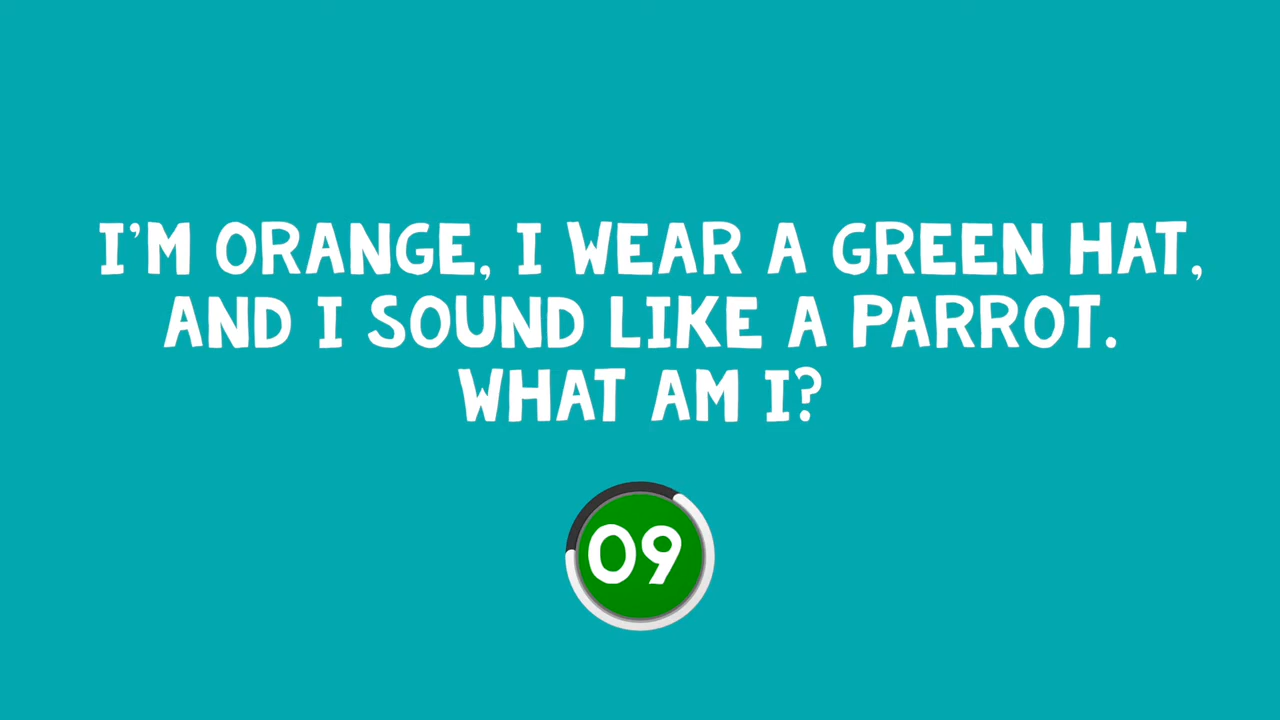 I'M ORANGE, I WEAR A GREEN HAT,
AND I SOUND LIKE A PARROT.
WHAT AM I?
09